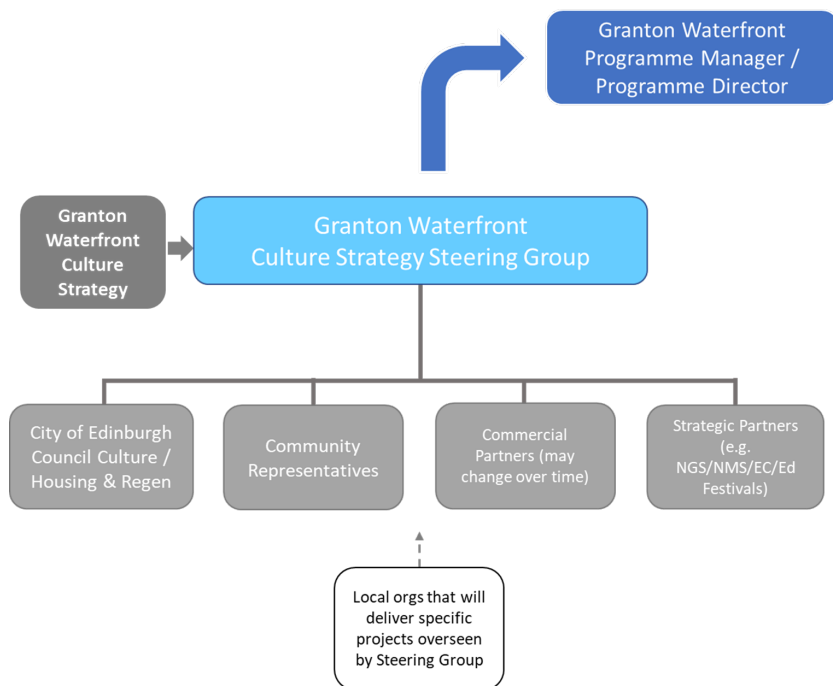 Granton Waterfront
Programme Manager /
Programme Director
Granton
Waterfront
Culture
Strategy
Granton Waterfront
Culture Strategy Steering Group
City of Edinburgh
Council Culture /
Housing & Regen
Community
Representatives
Commercial
Partners (may
change over time)
Strategic Partners
(e.g.
NGS/NMS/EC/Ed
Festivals)
Local orgs that will
deliver specific
projects overseen
by Steering Group